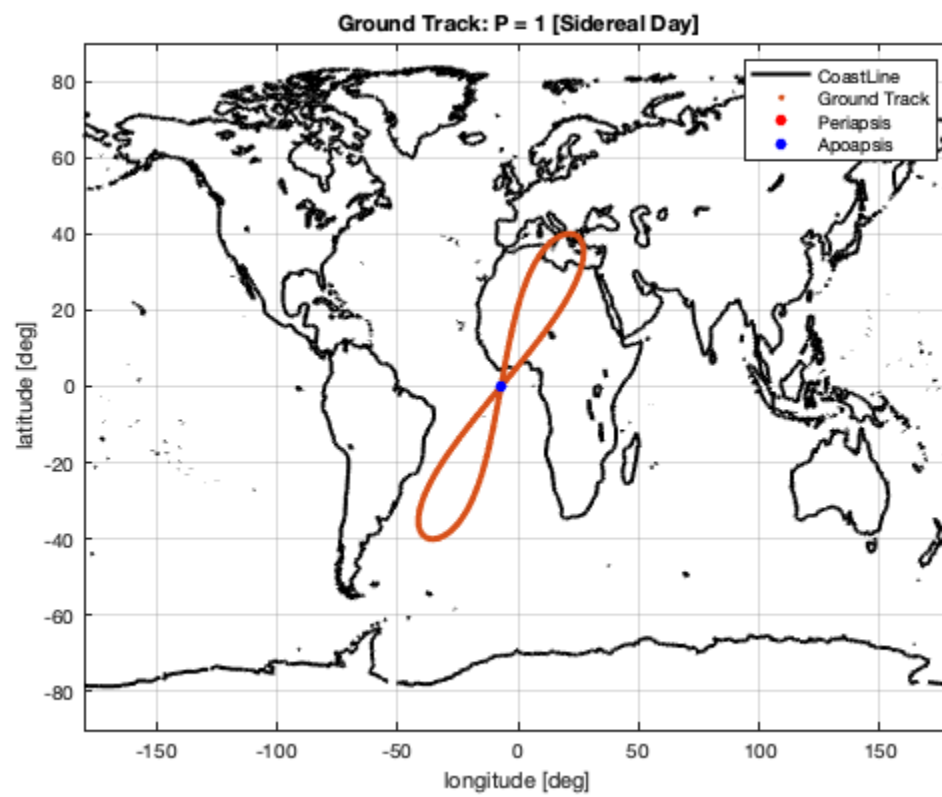 Ground Track: P = 1 [Sidereal Day]
CoastLine
Ground Track
Periapsis
Apoapsis
80
60
40
20
0
-20
-40
-60
-80
latitude [deg]
-150
-100
-50
0
50
100
150
longitude [deg]